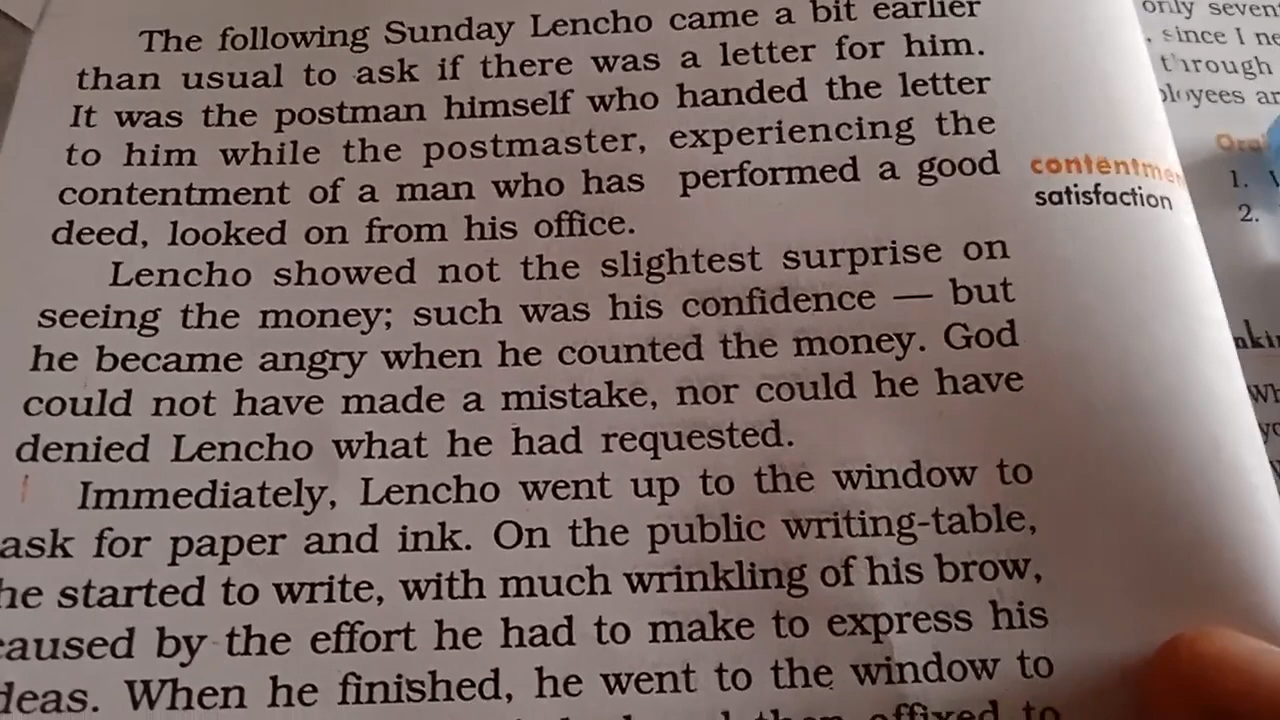 The following Sunday Lencho came a bit earlier
than usual to ask if there was a letter for him.
It was the postman himself who handed the letter
to him while the postmaster, experiencing the
contentment of a man who has performed a good
deed, looked on from his office.
Lencho showed not the slightest surprise on
seeing the money; such was his confidence — but
he became angry when he counted the money. God
could not have made a mistake, nor could he have
denied Lencho what he had requested.
Immediately, Lencho went up to the window to
ask for paper and ink. On the public writing-table,
he started to write, with much wrinkling of his brow,
caused by the effort he had to make to express his
deas. When he finished, he went to the window to
affixed to
contentme
satisfaction
only seven
, since I ne
through
ployees ar
1.
2.